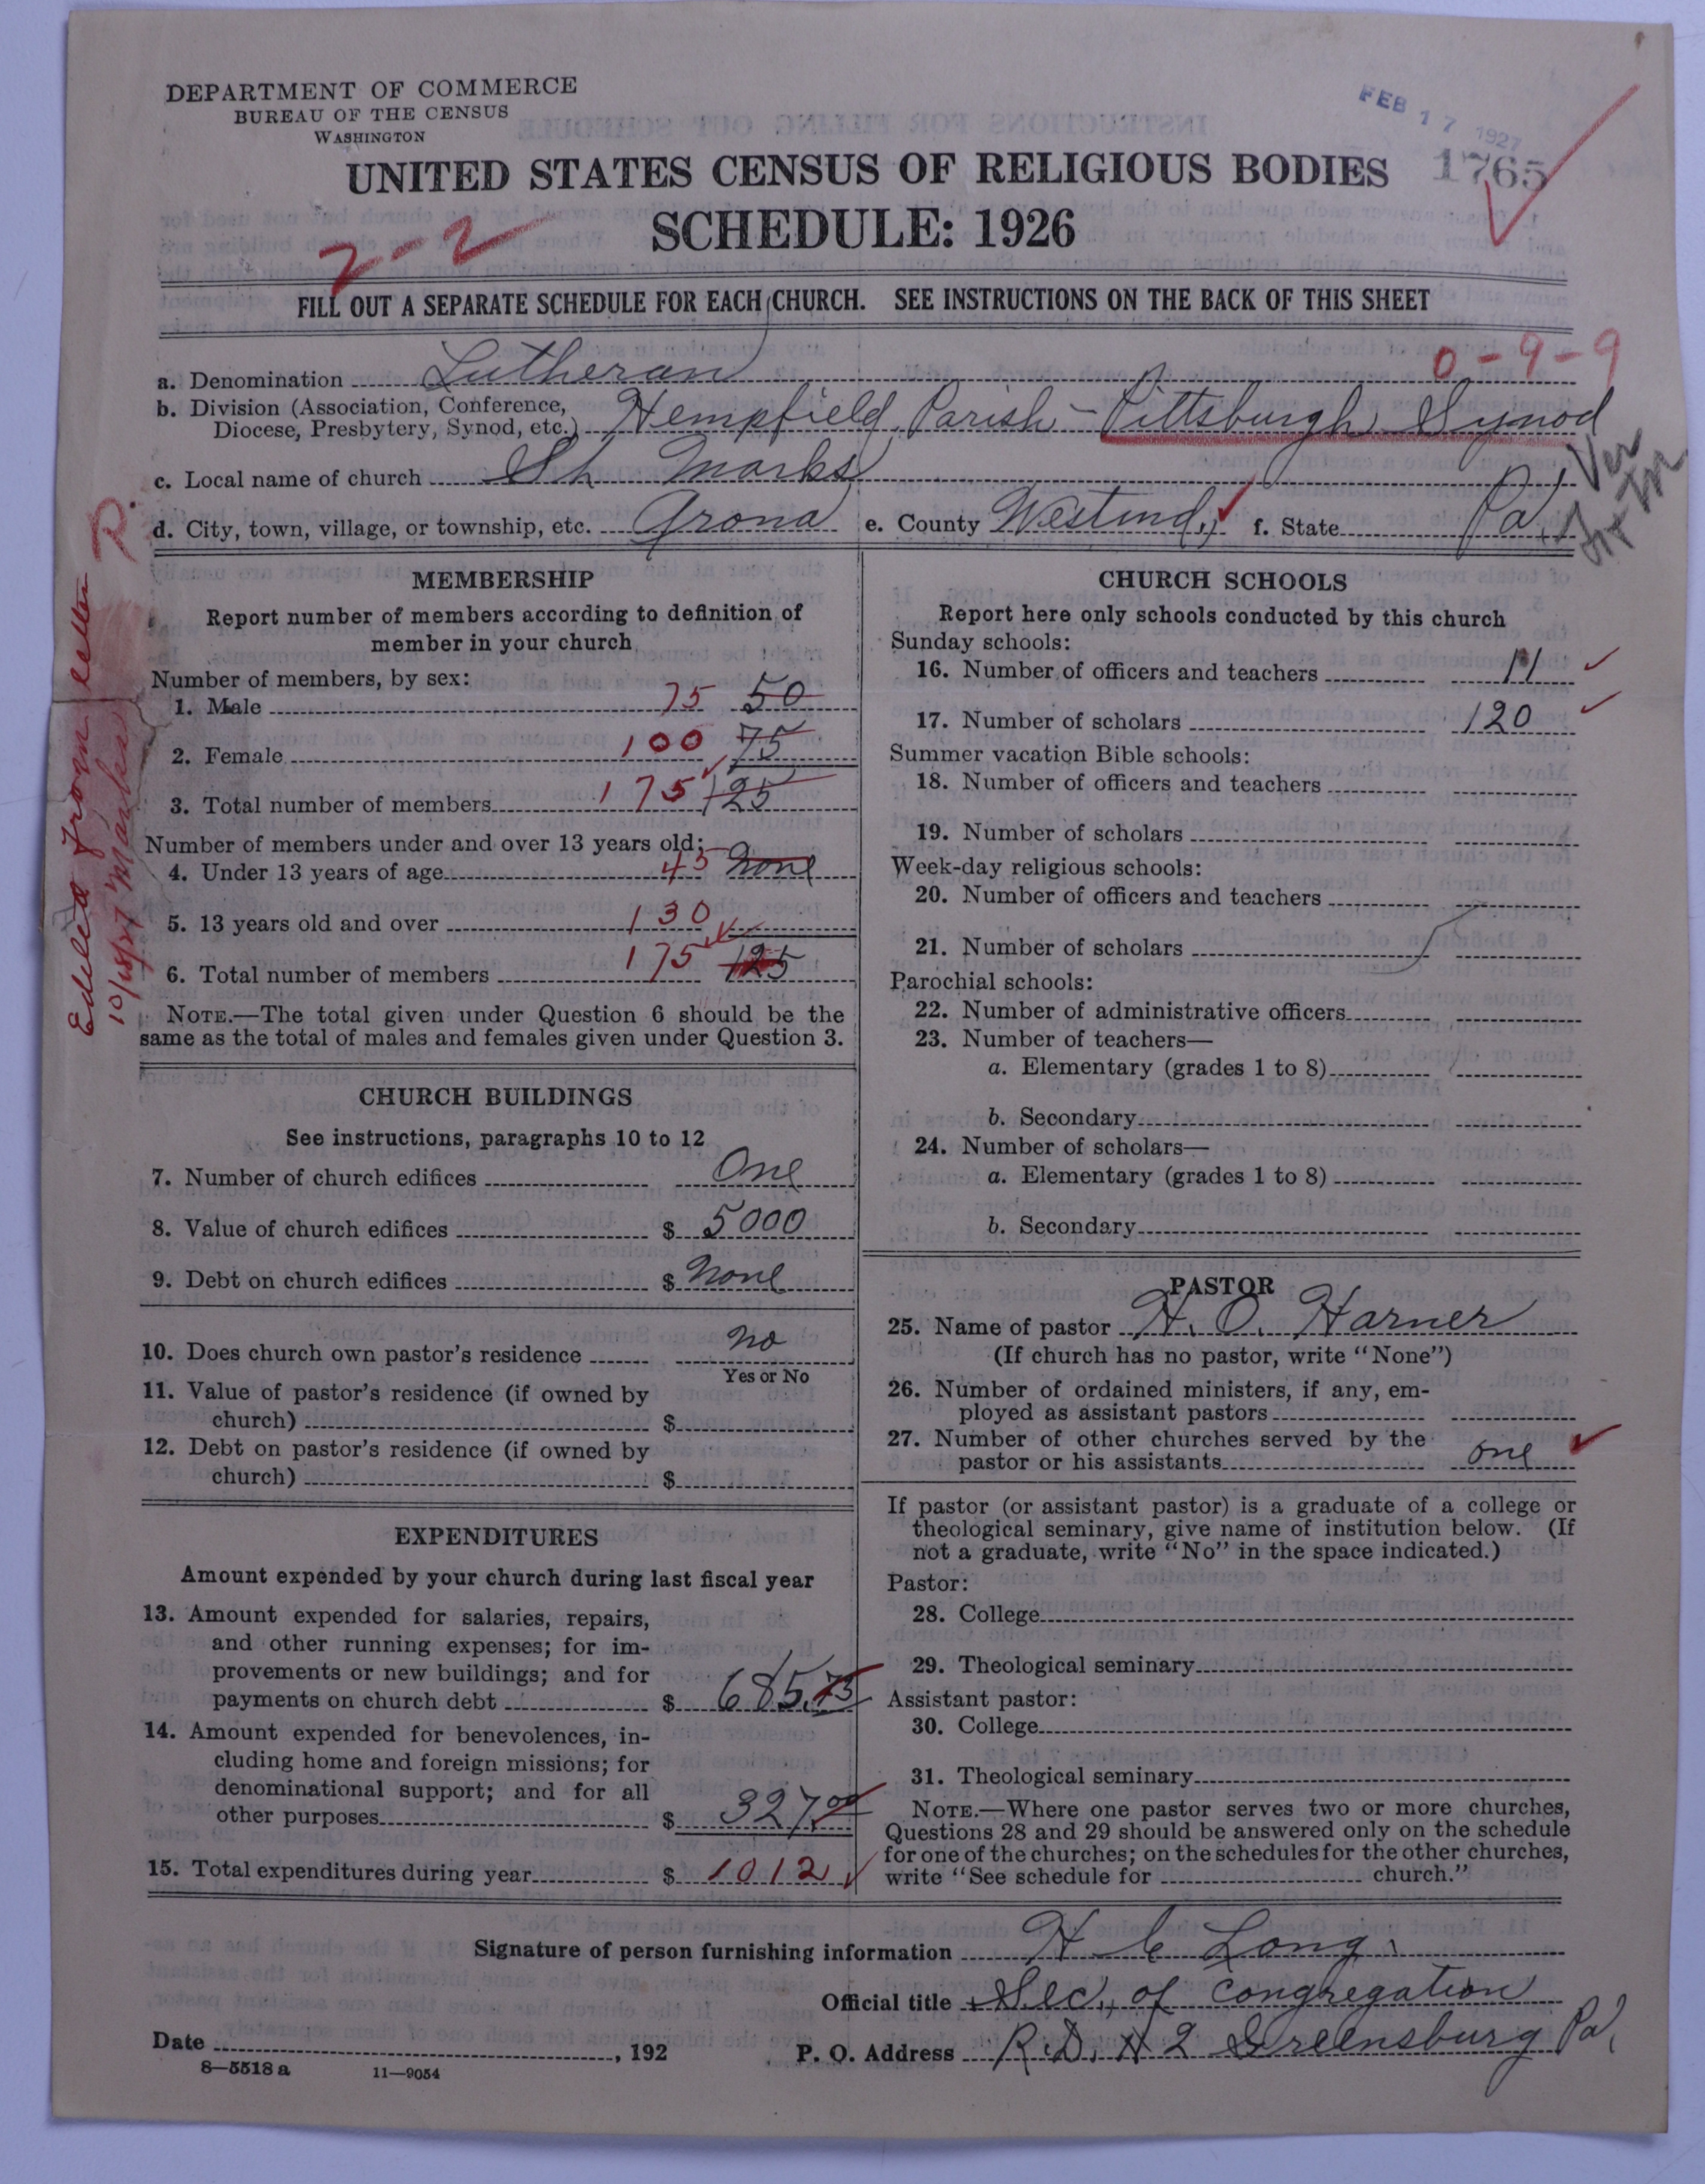 DEPARTMENT OF COMMERCE
BUREAU OF THE CENSUS
WASHINGTON
FEB 17 1927
1765
UNITED STATES CENSUS OF RELIGIOUS BODIES
SCHEDULE: 1926
2-2
FILL OUT A SEPARATE SCHEDULE FOR EACH CHURCH. SEE INSTRUCTIONS ON THE BACK OF THIS SHEET
0-9-9
a. Denomination Lutheran
b. Division (Association, Conference,
Diocese, Presbytery, Synod, etc.) Hempfield Parish - Pittsburgh Synod
c. Local name of church St Marks
d. City, town, village, or township, etc. Arona e. County Westmd, f. State Pa
Ver
R.
Edited from letter
10/15/27
MEMBERSHIP
Report number of members according to definition of
member in your church
Number of members, by sex:
1. Male 75 50
2. Female 100 75
3. Total number of members 175 125
Number of members under and over 13 years old:
4. Under 13 years of age 45 none
5. 13 years old and over 130
6. Total number of members 175 125
NOTE.—The total given under Question 6 should be the
same as the total of males and females given under Question 3.
CHURCH BUILDINGS
See instructions, paragraphs 10 to 12
7. Number of church edifices One
8. Value of church edifices $ 5000
9. Debt on church edifices $ none
10. Does church own pastor's residence no
Yes or No
11. Value of pastor's residence (if owned by
church) $
12. Debt on pastor's residence (if owned by
church) $
EXPENDITURES
Amount expended by your church during last fiscal year
13. Amount expended for salaries, repairs,
and other running expenses; for im-
provements or new buildings; and for
payments on church debt $ 685.75
14. Amount expended for benevolences, in-
cluding home and foreign missions; for
denominational support; and for all
other purposes $ 327.00
15. Total expenditures during year $ 1012
CHURCH SCHOOLS
Report here only schools conducted by this church
Sunday schools:
16. Number of officers and teachers 11
17. Number of scholars 120
Summer vacation Bible schools:
18. Number of officers and teachers
19. Number of scholars
Week-day religious schools:
20. Number of officers and teachers
21. Number of scholars
Parochial schools:
22. Number of administrative officers
23. Number of teachers—
a. Elementary (grades 1 to 8)
b. Secondary
24. Number of scholars—
a. Elementary (grades 1 to 8)
b. Secondary
PASTOR
25. Name of pastor H. O. Harner
(If church has no pastor, write "None")
26. Number of ordained ministers, if any, em-
ployed as assistant pastors
27. Number of other churches served by the
pastor or his assistants one
If pastor (or assistant pastor) is a graduate of a college or
theological seminary, give name of institution below. (If
not a graduate, write "No" in the space indicated.)
Pastor:
28. College
29. Theological seminary
Assistant pastor:
30. College
31. Theological seminary
NOTE.—Where one pastor serves two or more churches,
Questions 28 and 29 should be answered only on the schedule
for one of the churches; on the schedules for the other churches,
write "See schedule for church."
Signature of person furnishing information H C Long
Official title Sec, of Congregation
Date , 192
P. O. Address R.D. # 2 Greensburg Pa,
8—5518 a 11—9054